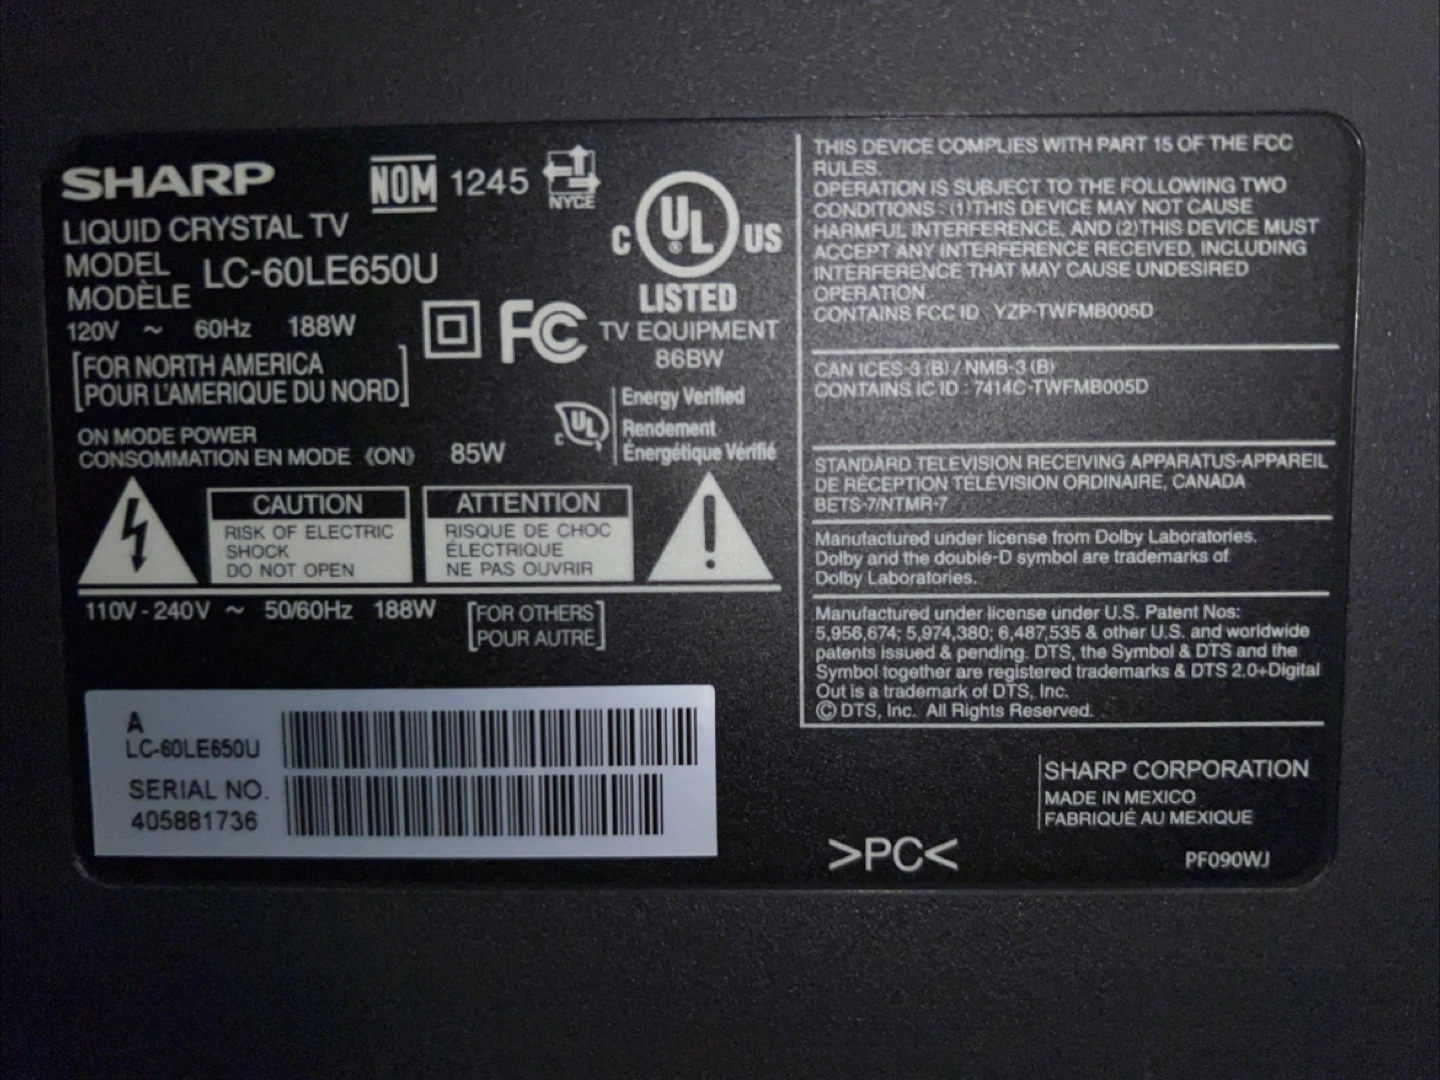 SHARP
NOM 1245 NYCE
LIQUID CRYSTAL TV
MODEL
MODÈLE
LC-60LE650U
120V ~ 60Hz 188W
[FOR NORTH AMERICA
POUR L'AMERIQUE DU NORD]
C UL ® US
LISTED
TV EQUIPMENT
86BW
FC
ON MODE POWER
CONSOMMATION EN MODE 《ON》 85W
C UL
Energy Verified
Rendement
Énergétique Vérifié
CAUTION
RISK OF ELECTRIC
SHOCK
DO NOT OPEN
ATTENTION
RISQUE DE CHOC
ÉLECTRIQUE
NE PAS OUVRIR
110V - 240V ~ 50/60Hz 188W
[FOR OTHERS
POUR AUTRE]
A
LC-60LE650U
SERIAL NO.
405881736
THIS DEVICE COMPLIES WITH PART 15 OF THE FCC
RULES.
OPERATION IS SUBJECT TO THE FOLLOWING TWO
CONDITIONS : (1)THIS DEVICE MAY NOT CAUSE
HARMFUL INTERFERENCE, AND (2)THIS DEVICE MUST
ACCEPT ANY INTERFERENCE RECEIVED, INCLUDING
INTERFERENCE THAT MAY CAUSE UNDESIRED
OPERATION.
CONTAINS FCC ID : YZP-TWFMB005D
CAN ICES-3 (B) / NMB-3 (B)
CONTAINS IC ID : 7414C-TWFMB005D
STANDARD TELEVISION RECEIVING APPARATUS-APPAREIL
DE RÉCEPTION TÉLÉVISION ORDINAIRE, CANADA
BETS-7/NTMR-7
Manufactured under license from Dolby Laboratories.
Dolby and the double-D symbol are trademarks of
Dolby Laboratories.
Manufactured under license under U.S. Patent Nos:
5,956,674; 5,974,380; 6,487,535 & other U.S. and worldwide
patents issued & pending. DTS, the Symbol & DTS and the
Symbol together are registered trademarks & DTS 2.0+Digital
Out is a trademark of DTS, Inc.
© DTS, Inc. All Rights Reserved.
SHARP CORPORATION
MADE IN MEXICO
FABRIQUÉ AU MEXIQUE
>PC<
PF090WJ